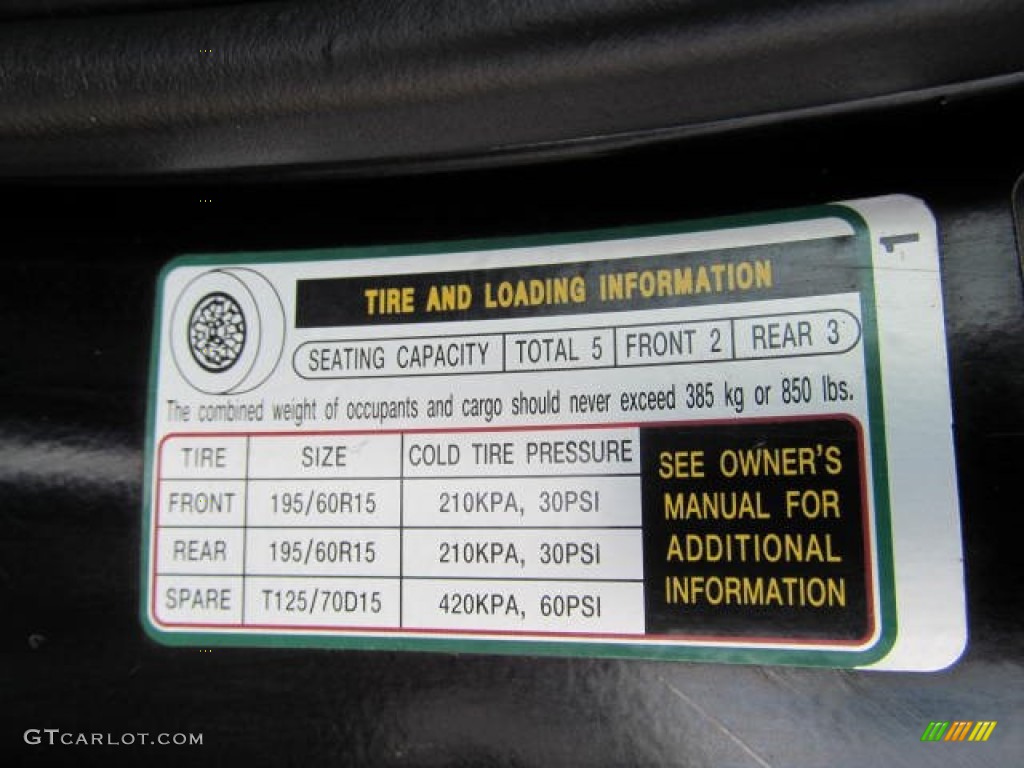 TIRE AND LOADING INFORMATION
SEATING CAPACITY TOTAL 5 FRONT 2 REAR 3
The combined weight of occupants and cargo should never exceed 385 kg or 850 lbs.
TIRE SIZE COLD TIRE PRESSURE
FRONT 195/60R15 210KPA, 30PSI
REAR 195/60R15 210KPA, 30PSI
SPARE T125/70D15 420KPA, 60PSI
SEE OWNER'S
MANUAL FOR
ADDITIONAL
INFORMATION
GTCARLOT.COM